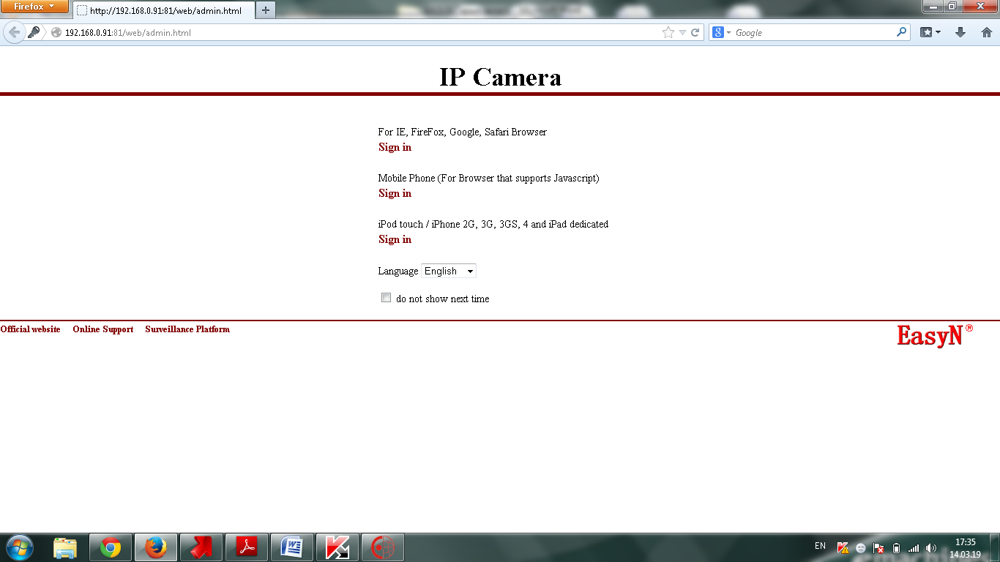 Firefox
http://192.168.0.91:81/web/admin.html
192.168.0.91:81/web/admin.html
Google
IP Camera
For IE, FireFox, Google, Safari Browser
Sign in
Mobile Phone (For Browser that supports Javascript)
Sign in
iPod touch / iPhone 2G, 3G, 3GS, 4 and iPad dedicated
Sign in
Language English
do not show next time
Official website Online Support Surveillance Platform
EasyN®
EN
17:35
14.03.19